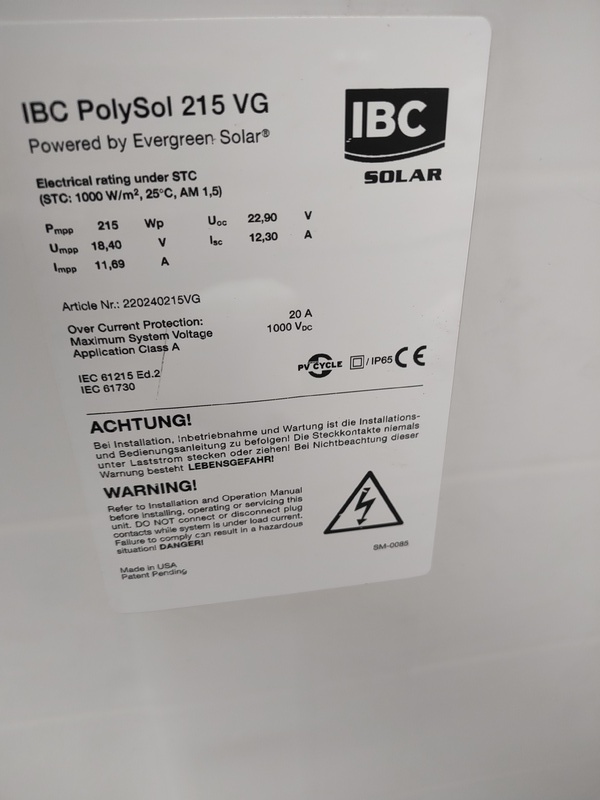 IBC PolySol 215 VG
Powered by Evergreen Solar®
IBC
SOLAR
Electrical rating under STC
(STC: 1000 W/m², 25°C, AM 1,5)
Pmpp 215 Wp Uoc 22,90 V
Umpp 18,40 V Isc 12,30 A
Impp 11,69 A
Article Nr.: 220240215VG
Over Current Protection: 20 A
Maximum System Voltage 1000 VDC
Application Class A
IEC 61215 Ed.2
IEC 61730
PV CYCLE / IP65 CE
ACHTUNG!
Bei Installation, Inbetriebnahme und Wartung ist die Installations-
und Bedienungsanleitung zu befolgen! Die Steckkontakte niemals
unter Laststrom stecken oder ziehen! Bei Nichtbeachtung dieser
Warnung besteht LEBENSGEFAHR!
WARNING!
Refer to Installation and Operation Manual
before installing, operating or servicing this
unit. DO NOT connect or disconnect plug
contacts while system is under load current.
Failure to comply can result in a hazardous
situation! DANGER!
SM-0085
Made in USA
Patent Pending